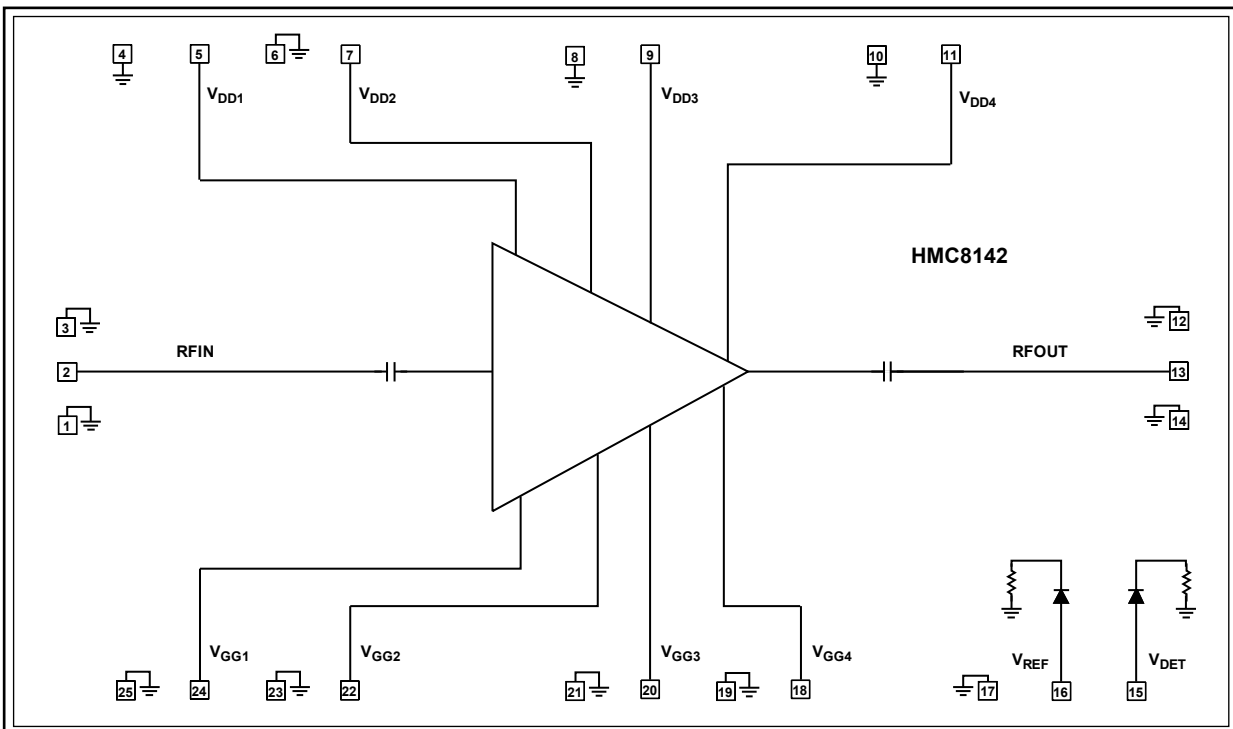 4 5 6 7 8 9 10 11
VDD1 VDD2 VDD3 VDD4
HMC8142
3 12
2 RFIN RFOUT 13
1 14
VGG1 VGG2 VGG3 VGG4 VREF VDET
25 24 23 22 21 20 19 18 17 16 15